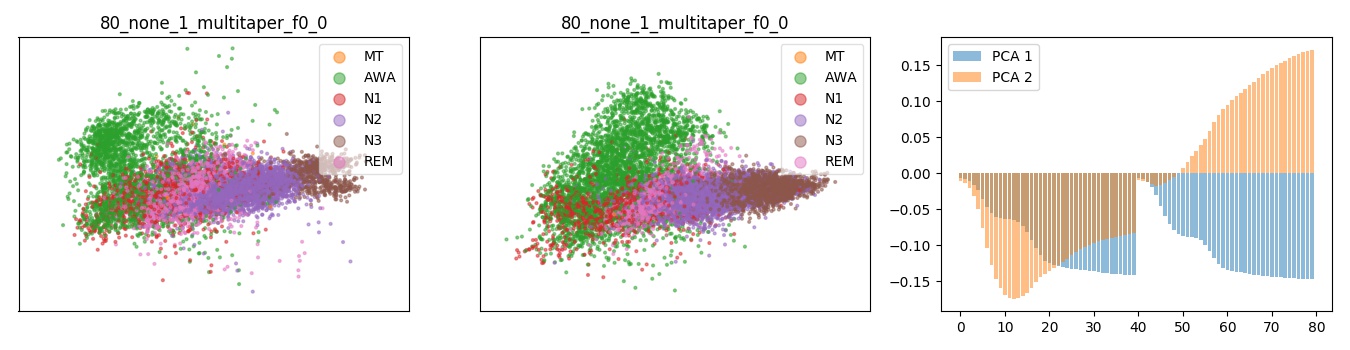 80_none_1_multitaper_f0_0
MT
AWA
N1
N2
N3
REM
80_none_1_multitaper_f0_0
MT
AWA
N1
N2
N3
REM
PCA 1
PCA 2
0.15
0.10
0.05
0.00
−0.05
−0.10
−0.15
0 10 20 30 40 50 60 70 80